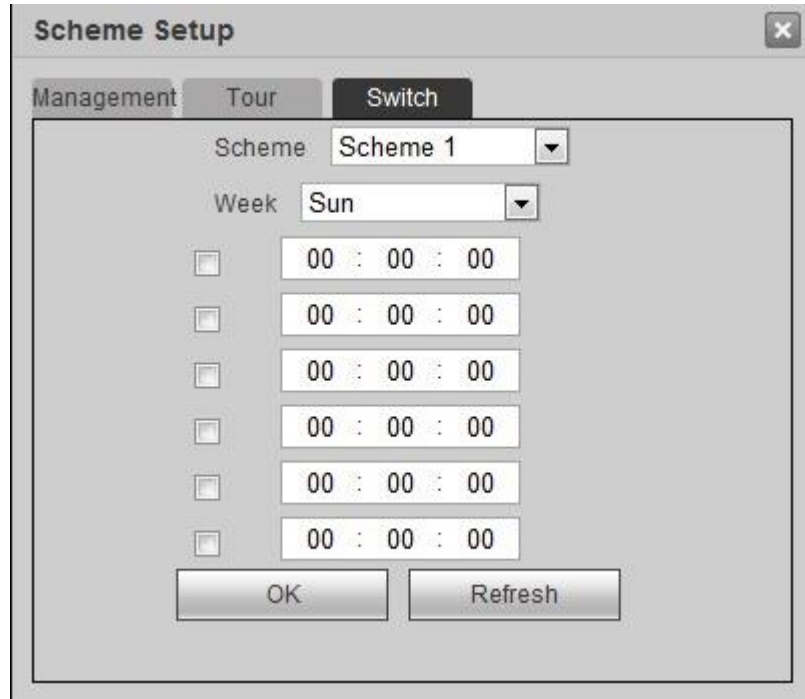 Scheme Setup
Management Tour Switch
Scheme Scheme 1
Week Sun
00 : 00 : 00
00 : 00 : 00
00 : 00 : 00
00 : 00 : 00
00 : 00 : 00
00 : 00 : 00
OK Refresh